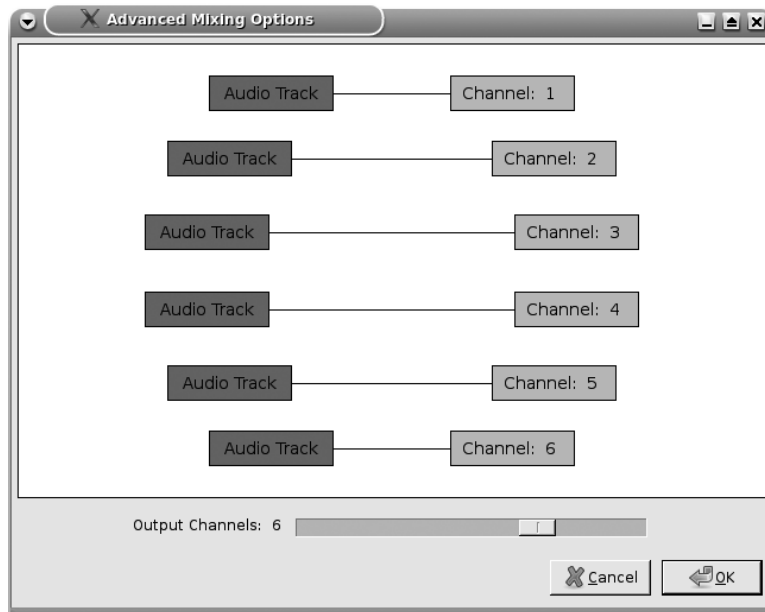 Advanced Mixing Options
Audio Track Channel: 1
Audio Track Channel: 2
Audio Track Channel: 3
Audio Track Channel: 4
Audio Track Channel: 5
Audio Track Channel: 6
Output Channels: 6
Cancel OK